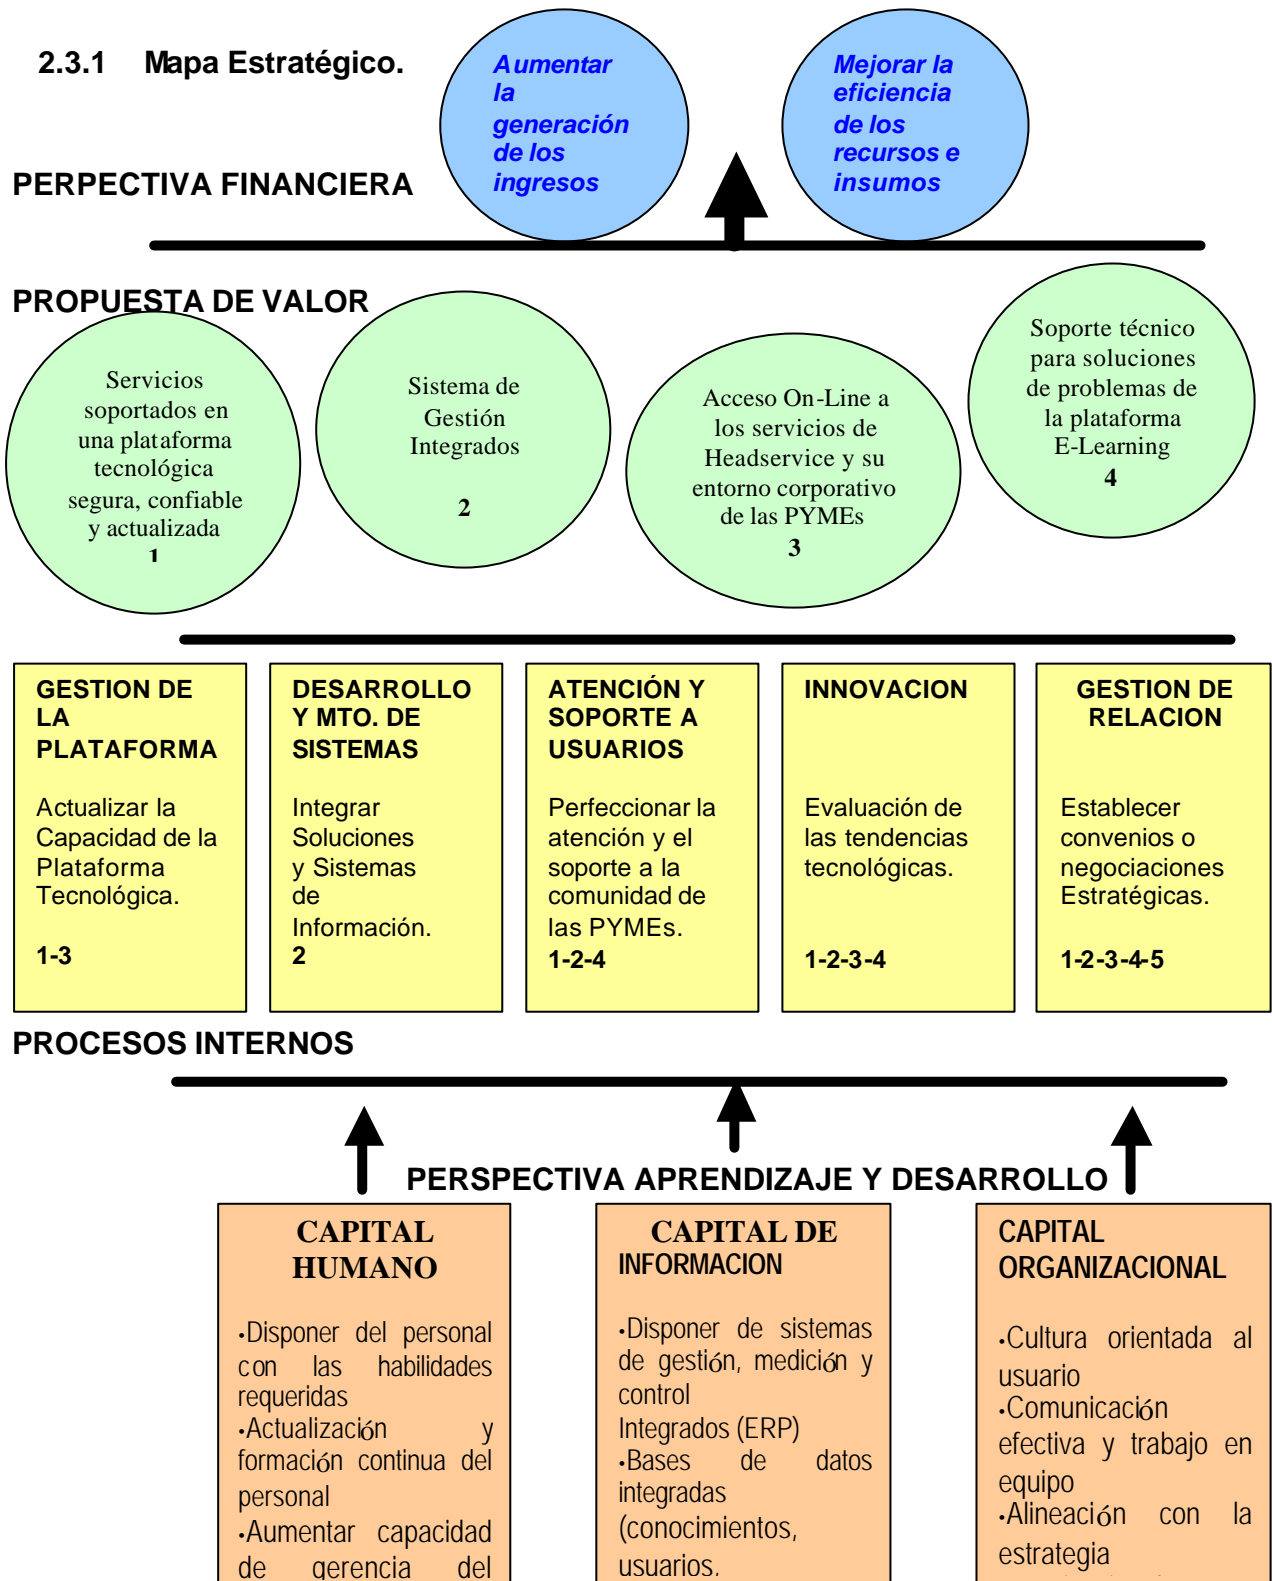 2.3.1 Mapa Estratégico.
Aumentar
la
generación
de los
ingresos
Mejorar la
eficiencia
de los
recursos e
insumos
PERPECTIVA FINANCIERA
PROPUESTA DE VALOR
Servicios
soportados en
una plataforma
tecnológica
segura, confiable
y actualizada
1
Sistema de
Gestión
Integrados
2
Acceso On-Line a
los servicios de
Headservice y su
entorno corporativo
de las PYMEs
3
Soporte técnico
para soluciones
de problemas de
la plataforma
E-Learning
4
GESTION DE
LA
PLATAFORMA
Actualizar la
Capacidad de la
Plataforma
Tecnológica.
1-3
DESARROLLO
Y MTO. DE
SISTEMAS
Integrar
Soluciones
y Sistemas
de
Información.
2
ATENCIÓN Y
SOPORTE A
USUARIOS
Perfeccionar la
atención y el
soporte a la
comunidad de
las PYMEs.
1-2-4
INNOVACION
Evaluación de
las tendencias
tecnológicas.
1-2-3-4
GESTION DE
RELACION
Establecer
convenios o
negociaciones
Estratégicas.
1-2-3-4-5
PROCESOS INTERNOS
PERSPECTIVA APRENDIZAJE Y DESARROLLO
CAPITAL
HUMANO
•Disponer del personal
con las habilidades
requeridas
•Actualización y
formación continua del
personal
•Aumentar capacidad
de gerencia del
CAPITAL DE
INFORMACION
•Disponer de sistemas
de gestión, medición y
control
Integrados (ERP)
•Bases de datos
integradas
(conocimientos,
usuarios,
CAPITAL
ORGANIZACIONAL
•Cultura orientada al
usuario
•Comunicación
efectiva y trabajo en
equipo
•Alineación con la
estrategia